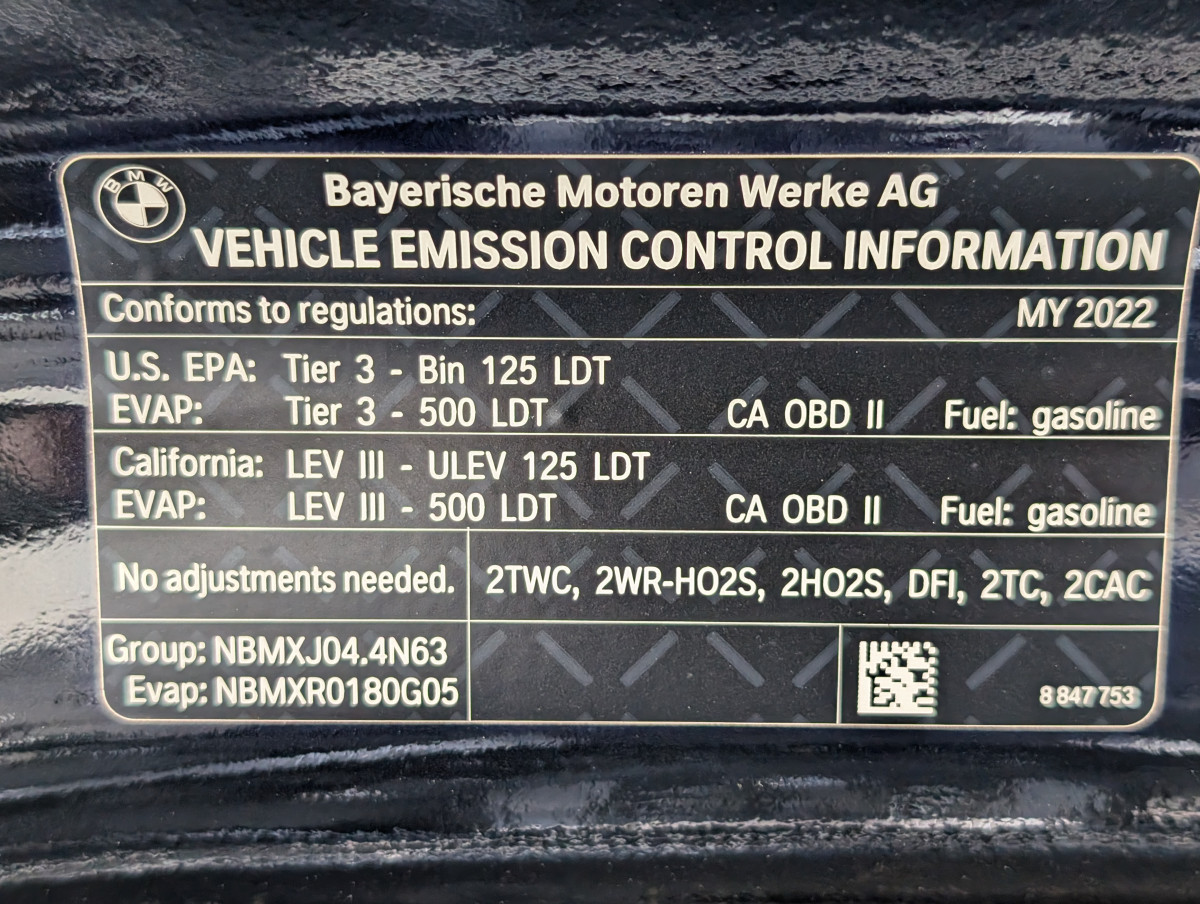 BMW
Bayerische Motoren Werke AG
VEHICLE EMISSION CONTROL INFORMATION
Conforms to regulations: MY 2022
U.S. EPA: Tier 3 - Bin 125 LDT
EVAP: Tier 3 - 500 LDT CA OBD II Fuel: gasoline
California: LEV III - ULEV 125 LDT
EVAP: LEV III - 500 LDT CA OBD II Fuel: gasoline
No adjustments needed. 2TWC, 2WR-HO2S, 2HO2S, DFI, 2TC, 2CAC
Group: NBMXJ04.4N63
Evap: NBMXR0180G05 8 847 753